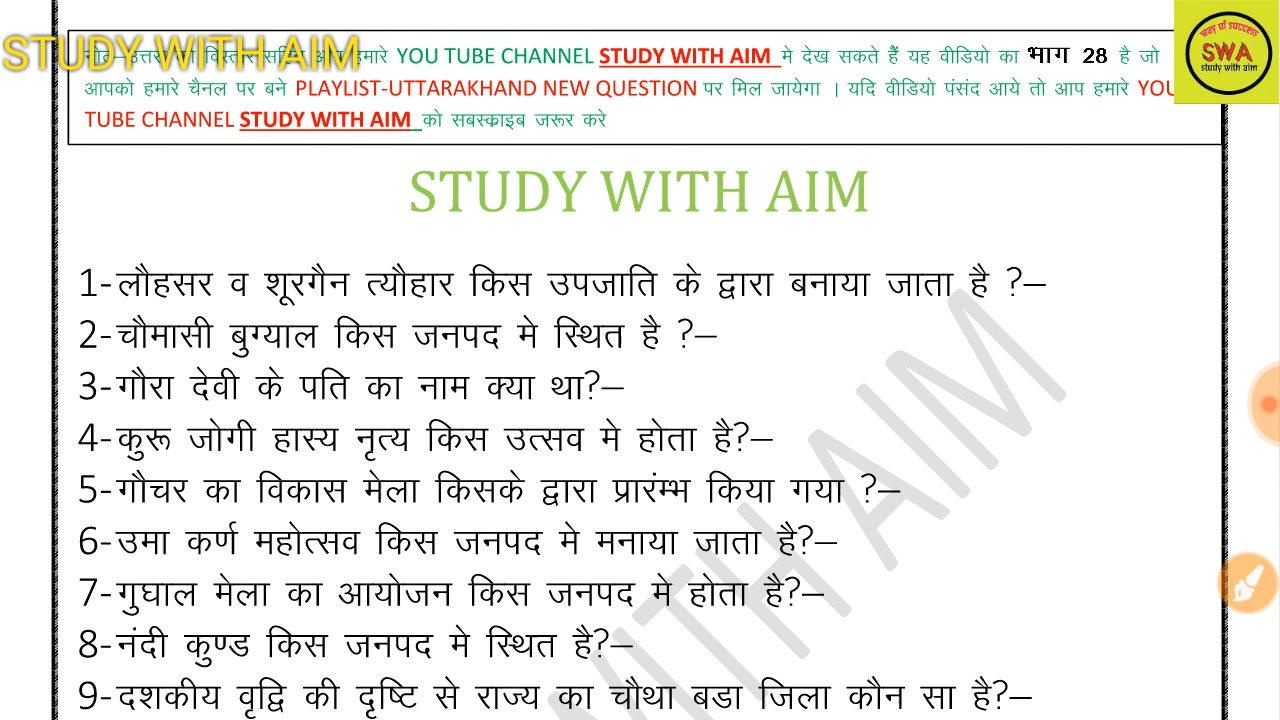 STUDY WITH AIM
हमारे YOU TUBE CHANNEL STUDY WITH AIM मे देख सकते हैं यह वीडियो का भाग 28 है जो
आपको हमारे चैनल पर बने PLAYLIST-UTTARAKHAND NEW QUESTION पर मिल जायेगा । यदि वीडियो पंसंद आये तो आप हमारे YOU
TUBE CHANNEL STUDY WITH AIM को सबस्क्राइब जरूर करे
way of success
SWA
study with aim
STUDY WITH AIM
1-लौहसर व शूरगैन त्यौहार किस उपजाति के द्वारा बनाया जाता है ?–
2-चौमासी बुग्याल किस जनपद मे स्थित है ?–
3-गौरा देवी के पति का नाम क्या था?–
4-कुरू जोगी हास्य नृत्य किस उत्सव मे होता है?–
5-गौचर का विकास मेला किसके द्वारा प्रारंम्भ किया गया ?–
6-उमा कर्ण महोत्सव किस जनपद मे मनाया जाता है?–
7-गुघाल मेला का आयोजन किस जनपद मे होता है?–
8-नंदी कुण्ड किस जनपद मे स्थित है?–
9-दशकीय वृद्वि की दृष्टि से राज्य का चौथा बडा जिला कौन सा है?–
WITH AIM